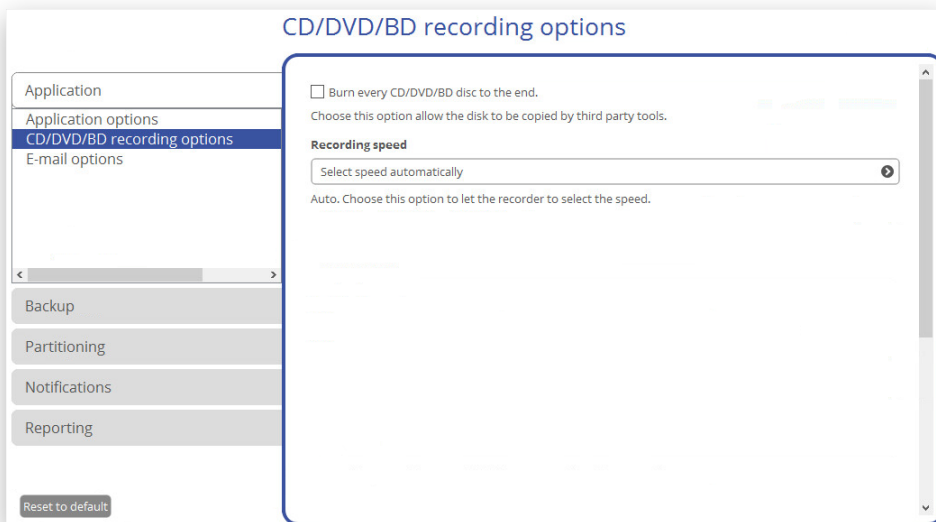 CD/DVD/BD recording options
Application
Application options
CD/DVD/BD recording options
E-mail options
Backup
Partitioning
Notifications
Reporting
Reset to default
Burn every CD/DVD/BD disc to the end.
Choose this option allow the disk to be copied by third party tools.
Recording speed
Select speed automatically
Auto. Choose this option to let the recorder to select the speed.